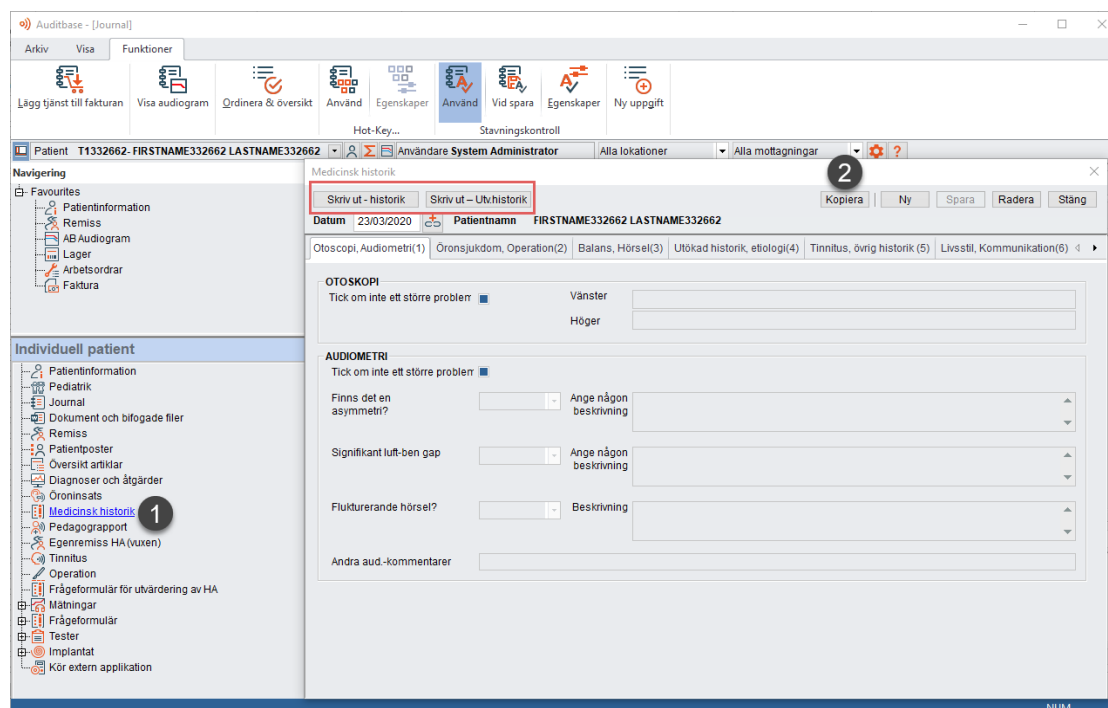 Auditbase - [Journal]
Arkiv Visa Funktioner
Lägg tjänst till fakturan Visa audiogram Ordinera & översikt Använd Egenskaper Använd Vid spara Egenskaper Ny uppgift
Hot-Key... Stavningskontroll
Patient T1332662- FIRSTNAME332662 LASTNAME332662 Σ Användare System Administrator Alla lokationer Alla mottagningar ?
Navigering
Favourites
Patientinformation
Remiss
AB Audiogram
Lager
Arbetsordrar
Faktura
Individuell patient
Patientinformation
Pediatrik
Journal
Dokument och bifogade filer
Remiss
Patientposter
Översikt artiklar
Diagnoser och åtgärder
Öroninsats
Medicinsk historik 1
Pedagograpport
Egenremiss HA (vuxen)
Tinnitus
Operation
Frågeformulär för utvärdering av HA
Mätningar
Frågeformulär
Tester
Implantat
Kör extern applikation
Medicinsk historik
2
Skriv ut - historik Skriv ut – Utv.historik Kopiera Ny Spara Radera Stäng
Datum 23/03/2020 Patientnamn FIRSTNAME332662 LASTNAME332662
Otoscopi, Audiometri(1) Öronsjukdom, Operation(2) Balans, Hörsel(3) Utökad historik, etiologi(4) Tinnitus, övrig historik (5) Livsstil, Kommunikation(6)
OTOSKOPI
Tick om inte ett större problem Vänster
Höger
AUDIOMETRI
Tick om inte ett större problem
Finns det en asymmetri? Ange någon beskrivning
Signifikant luft-ben gap Ange någon beskrivning
Flukturerande hörsel? Beskrivning
Andra aud.-kommentarer
NUM